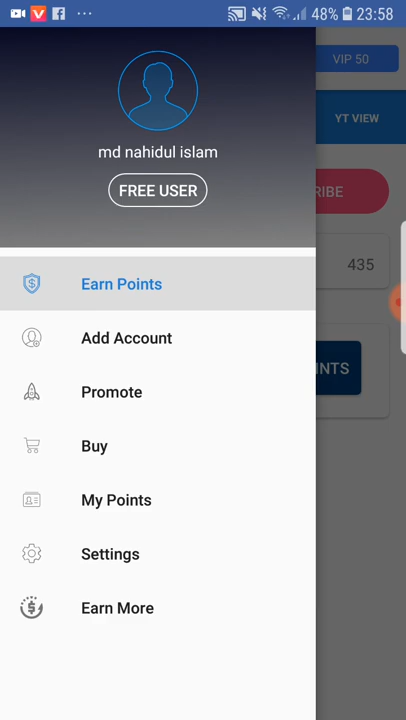 48% 23:58
VIP 50
md nahidul islam
YT VIEW
FREE USER
RIBE
Earn Points
435
Add Account
INTS
Promote
Buy
My Points
Settings
Earn More